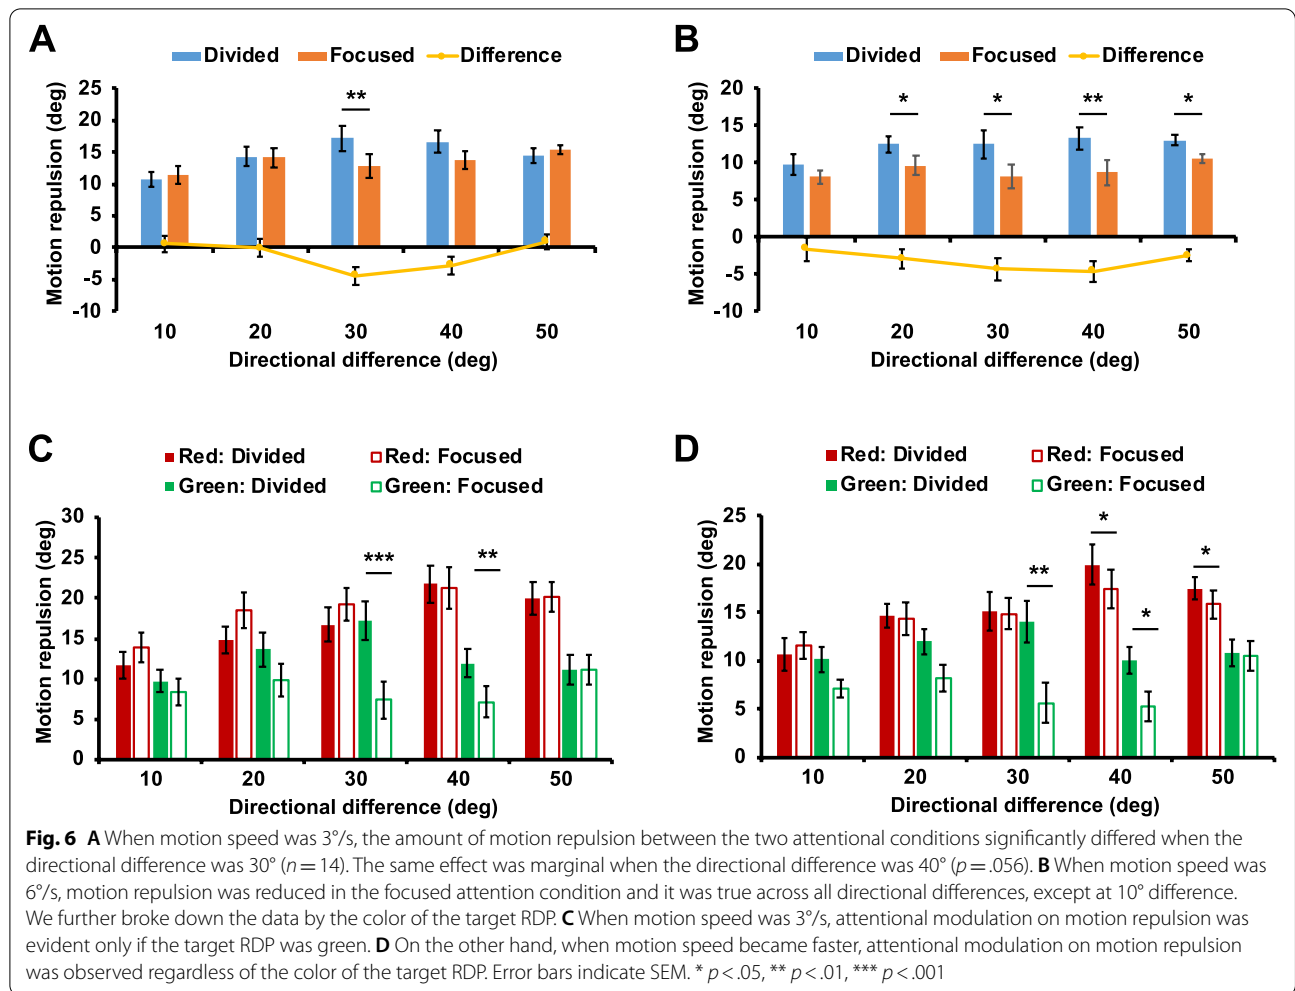 A
Divided Focused Difference
Motion repulsion (deg)
25
20
15
10
5
0
-5
-10
**
10 20 30 40 50
Directional difference (deg)
B
Divided Focused Difference
Motion repulsion (deg)
20
15
10
5
0
-5
-10
* * ** *
10 20 30 40 50
Directional difference (deg)
C
Red: Divided Red: Focused
Green: Divided Green: Focused
Motion repulsion (deg)
30
25
20
15
10
5
0
*** **
10 20 30 40 50
Directional difference (deg)
D
Red: Divided Red: Focused
Green: Divided Green: Focused
Motion repulsion (deg)
25
20
15
10
5
0
** * * *
10 20 30 40 50
Directional difference (deg)
Fig. 6 A When motion speed was 3°/s, the amount of motion repulsion between the two attentional conditions significantly differed when the
directional difference was 30° (n = 14). The same effect was marginal when the directional difference was 40° (p = .056). B When motion speed was
6°/s, motion repulsion was reduced in the focused attention condition and it was true across all directional differences, except at 10° difference.
We further broke down the data by the color of the target RDP. C When motion speed was 3°/s, attentional modulation on motion repulsion was
evident only if the target RDP was green. D On the other hand, when motion speed became faster, attentional modulation on motion repulsion
was observed regardless of the color of the target RDP. Error bars indicate SEM. * p < .05, ** p < .01, *** p < .001